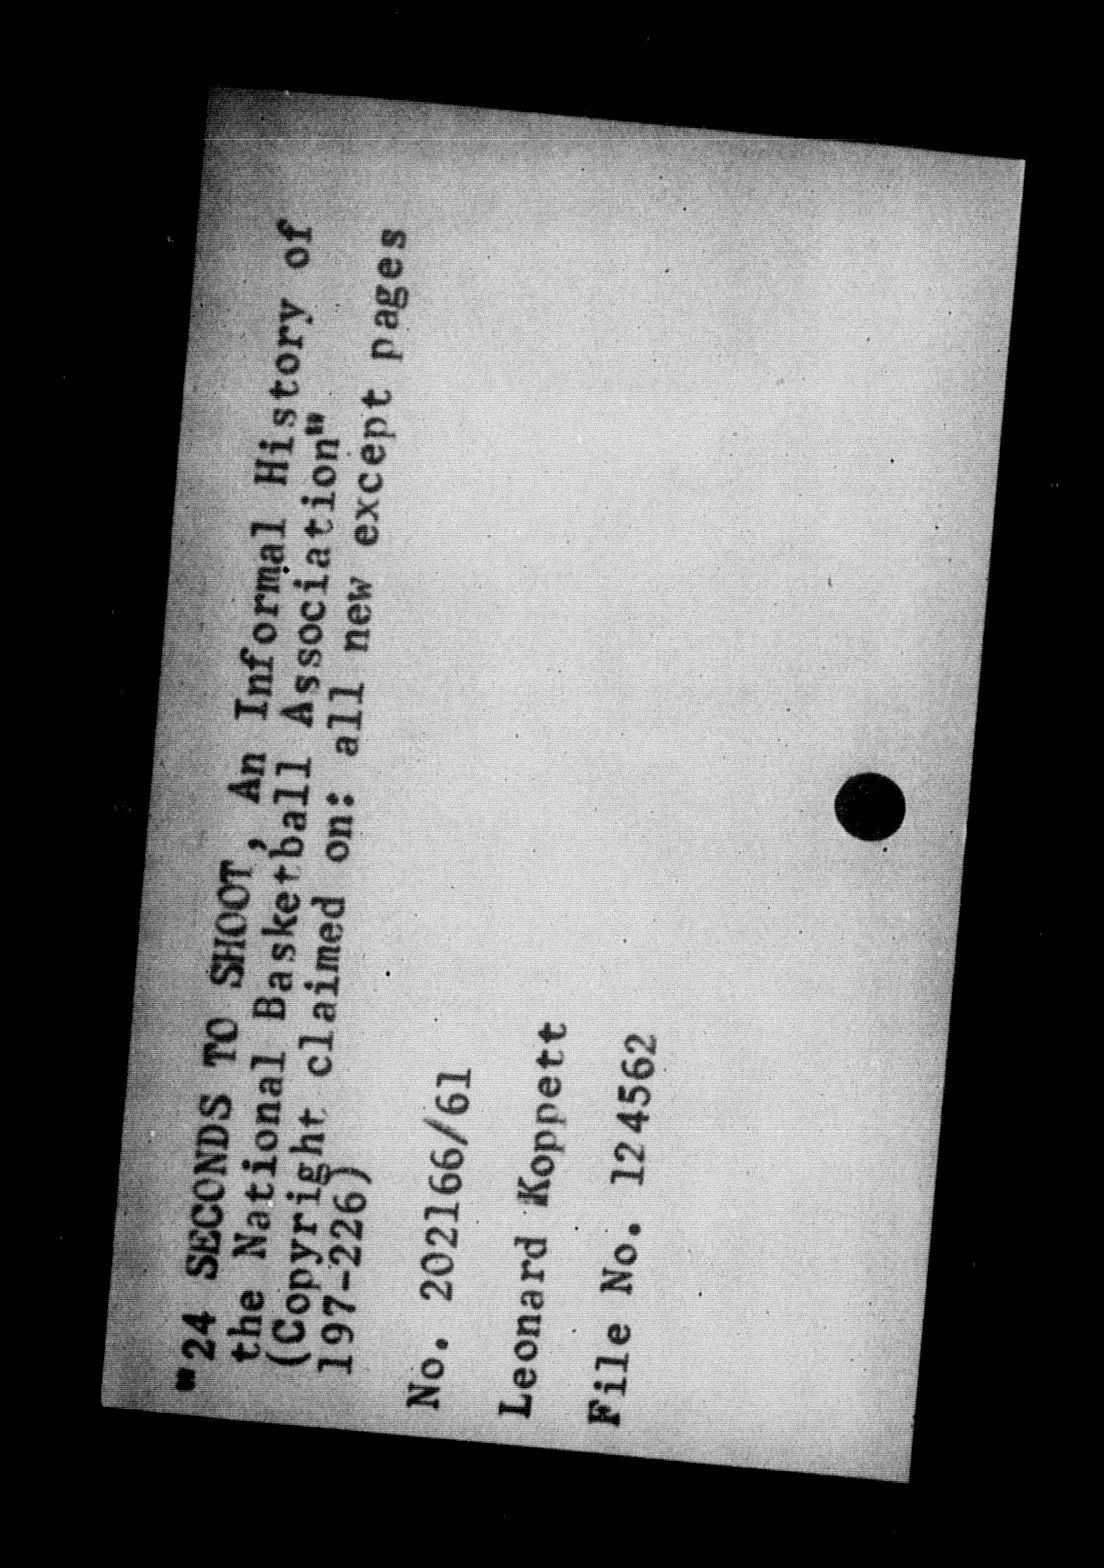 "24 SECONDS TO SHOOT, An Informal History of
the National Basketball Association"
(Copyright claimed on: all new except pages
197-226)
No. 202166/61
Leonard Koppett
File No. 124562